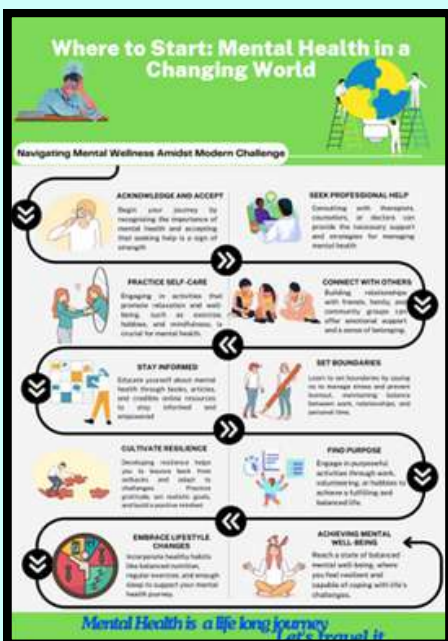 Where to Start: Mental Health in a
Changing World
Navigating Mental Wellness Amidst Modern Challenge
ACKNOWLEDGE AND ACCEPT
Begin your journey by
recognizing the importance of
mental health and accepting
that seeking help is a sign of
strength
SEEK PROFESSIONAL HELP
Consulting with therapists,
counsellors, or doctors can
provide the necessary support
and strategies for managing
mental health
PRACTICE SELF-CARE
Engaging in activities that
promote relaxation and well-
being, such as exercise,
hobbies, and mindfulness, is
crucial for mental health.
CONNECT WITH OTHERS
Building relationships
with friends, family, and
community groups can
offer emotional support
and a sense of belonging.
STAY INFORMED
Educate yourself about mental
health through books, articles,
and credible online resources
to stay informed and
empowered
SET BOUNDARIES
Learn to set boundaries by saying
no to manage stress and prevent
burnout, maintaining balance
between work, relationships, and
personal time.
CULTIVATE RESILIENCE
Developing resilience helps
you to bounce back from
setbacks and adapt to
challenges. Practice
gratitude, set realistic goals,
and build a positive mindset
FIND PURPOSE
Engage in purposeful
activities through work,
volunteering, or hobbies to
achieve a fulfilling and
balanced life.
EMBRACE LIFESTYLE
CHANGES
Incorporate healthy habits
like balanced nutrition,
regular exercise, and enough
sleep to support your mental
health journey.
ACHIEVING MENTAL
WELL-BEING
Reach a state of balanced
mental well-being, where
you feel resilient and
capable of coping with life's
challenges.
Mental Health is a life long journey
Let's travel it